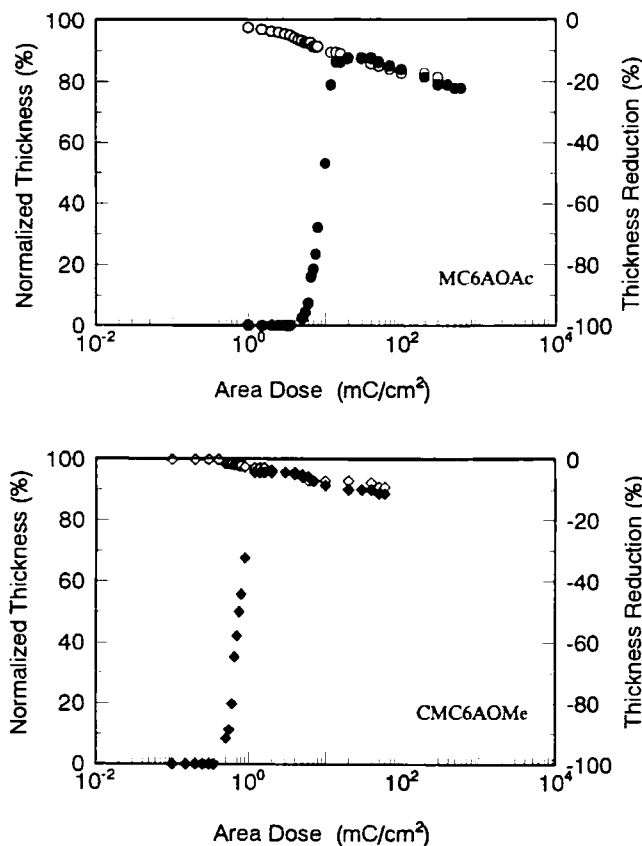 Normalized Thickness (%)
100
80
60
40
20
0
Thickness Reduction (%)
0
-20
-40
-60
-80
-100
MC6AOAc
10⁻² 10⁰ 10² 10⁴
Area Dose (mC/cm²)
Normalized Thickness (%)
100
80
60
40
20
0
Thickness Reduction (%)
0
-20
-40
-60
-80
-100
CMC6AOMe
10⁻² 10⁰ 10² 10⁴
Area Dose (mC/cm²)